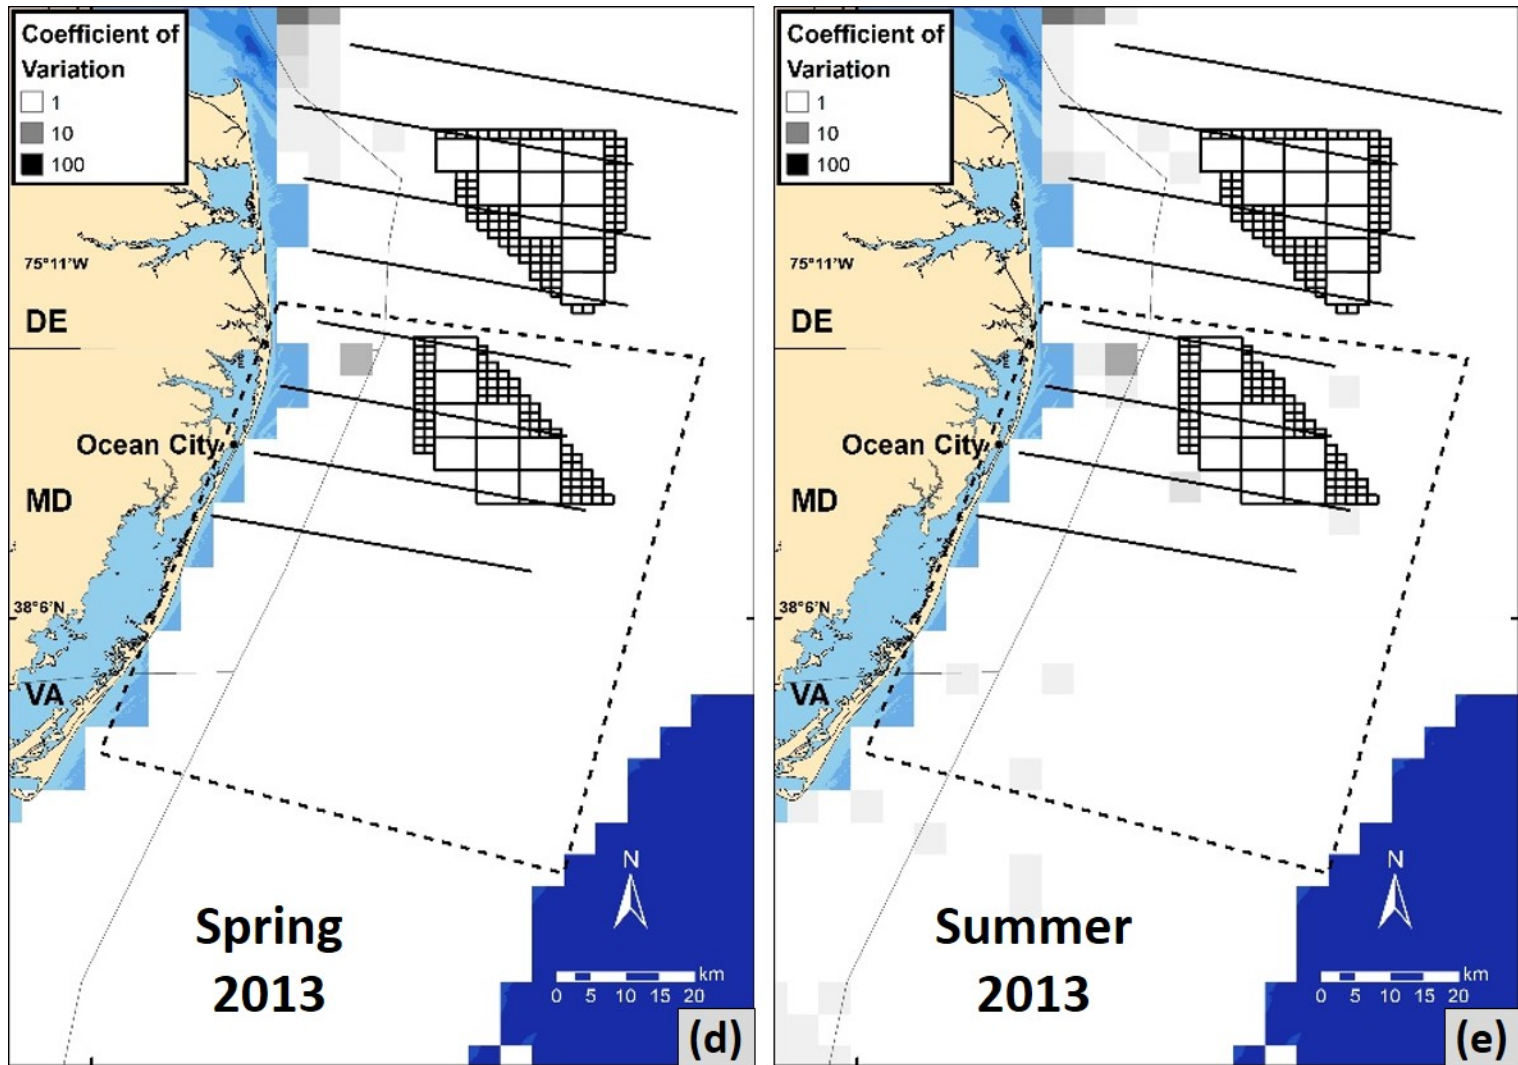 Coefficient of
Variation
1
10
100
75°11'W
DE
Ocean City
MD
38°6'N
VA
N
Spring
2013
km
0 5 10 15 20
(d)
Coefficient of
Variation
1
10
100
75°11'W
DE
Ocean City
MD
38°6'N
VA
N
Summer
2013
km
0 5 10 15 20
(e)